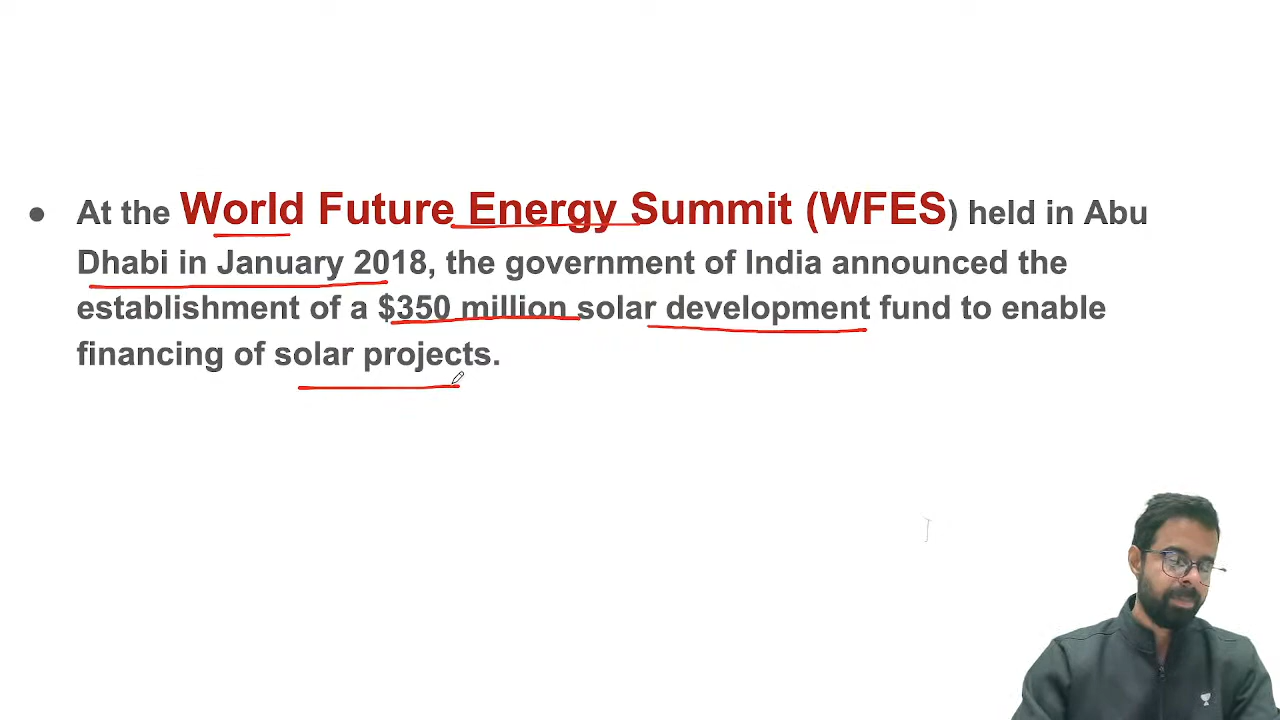 ● At the World Future Energy Summit (WFES) held in Abu
Dhabi in January 2018, the government of India announced the
establishment of a $350 million solar development fund to enable
financing of solar projects.